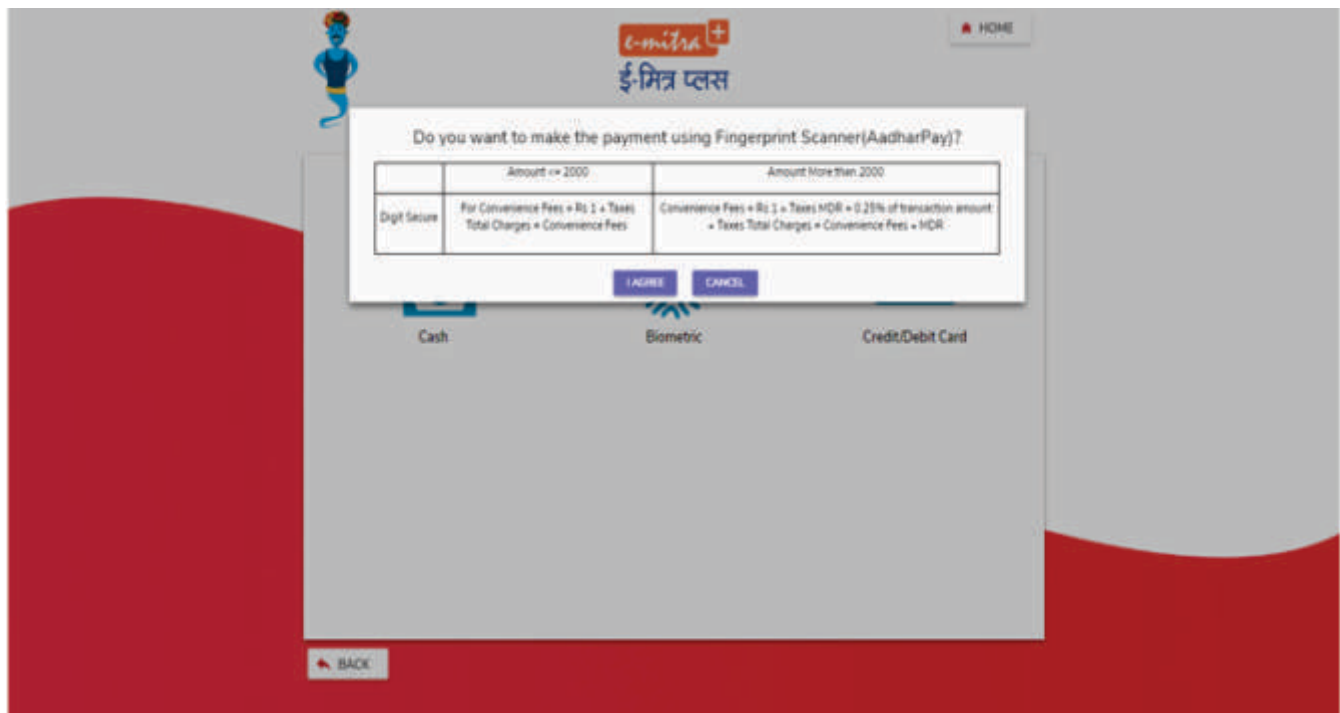 e-mitra+
HOME
ई-मित्र प्लस
Do you want to make the payment using Fingerprint Scanner(AadharPay)?
Amount <= 2000
Amount More than 2000
Digit Secure
For Convenience Fees = Rs 1 + Taxes
Total Charges = Convenience Fees
Convenience Fees = Rs 1 + Taxes MDR = 0.25% of transaction amount
+ Taxes Total Charges = Convenience Fees + MDR
I AGREE
CANCEL
Cash
Biometric
Credit/Debit Card
BACK